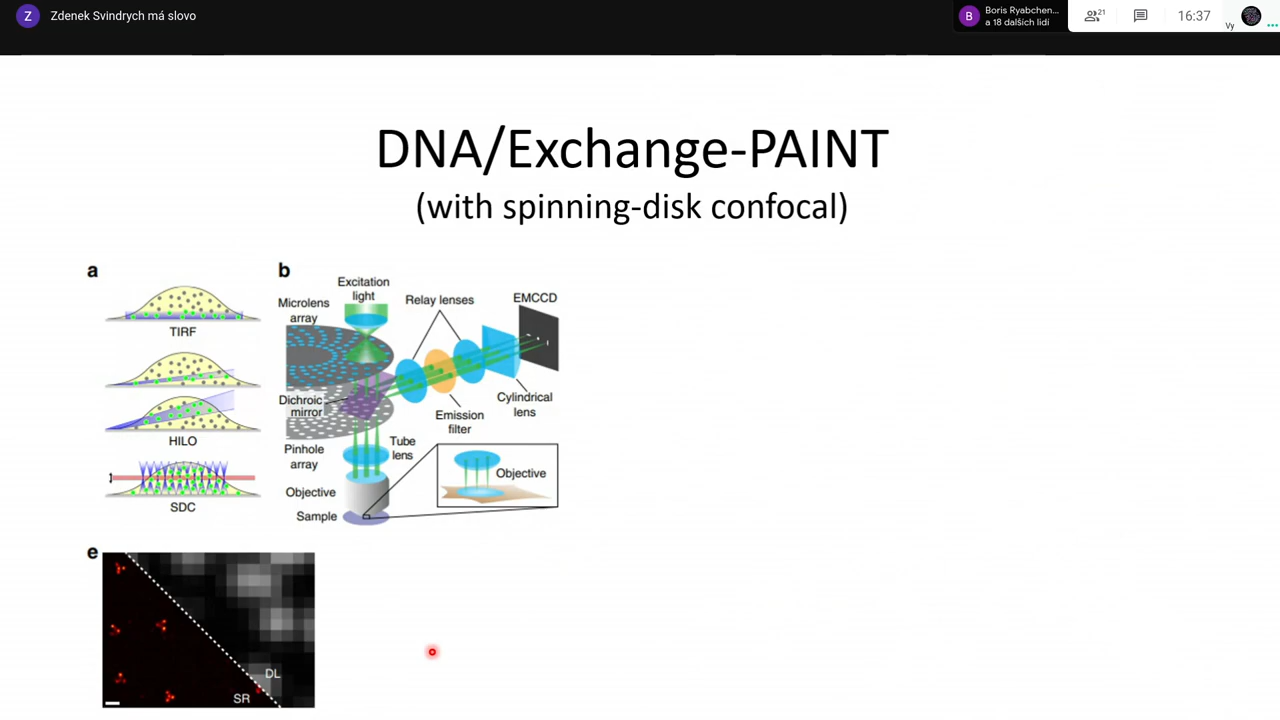 Z Zdenek Svindrych má slovo
B Boris Ryabchen...
a 18 dalších lidí
21
16:37
Vy
DNA/Exchange-PAINT
(with spinning-disk confocal)
a
TIRF
HILO
SDC
b
Excitation
light
Microlens
array
Relay lenses
EMCCD
Dichroic
mirror
Cylindrical
lens
Emission
filter
Pinhole
array
Tube
lens
Objective
Objective
Sample
e
DL
SR